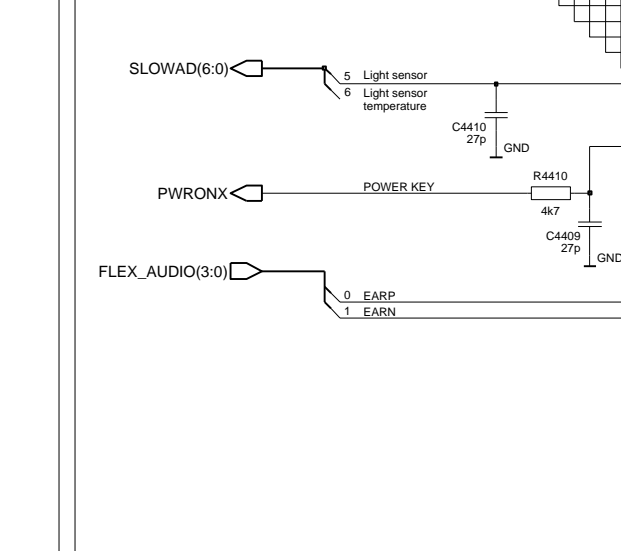 SLOWAD(6:0)
5 Light sensor
6 Light sensor
temperature
C4410
27p
GND
PWRONX
POWER KEY
R4410
4k7
C4409
27p
GND
FLEX_AUDIO(3:0)
0 EARP
1 EARN